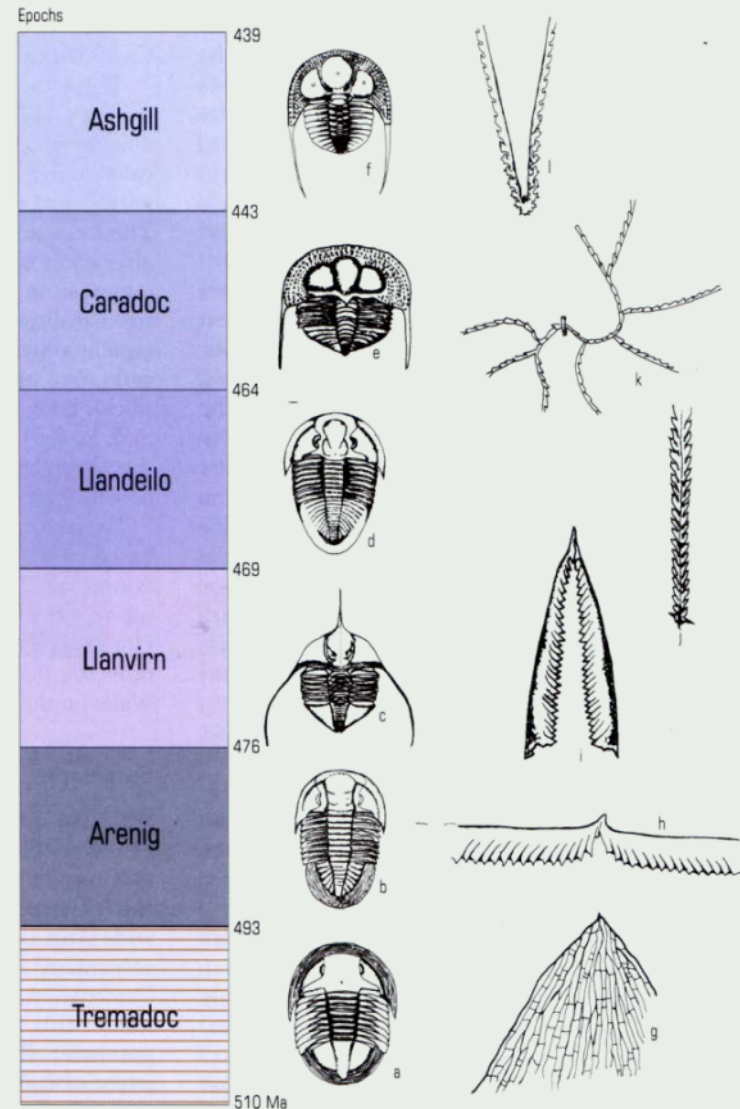 Epochs
439
Ashgill
f
l
443
Caradoc
e
k
464
Llandeilo
d
j
469
Llanvirn
c
i
476
Arenig
h
b
493
Tremadoc
g
a
510 Ma